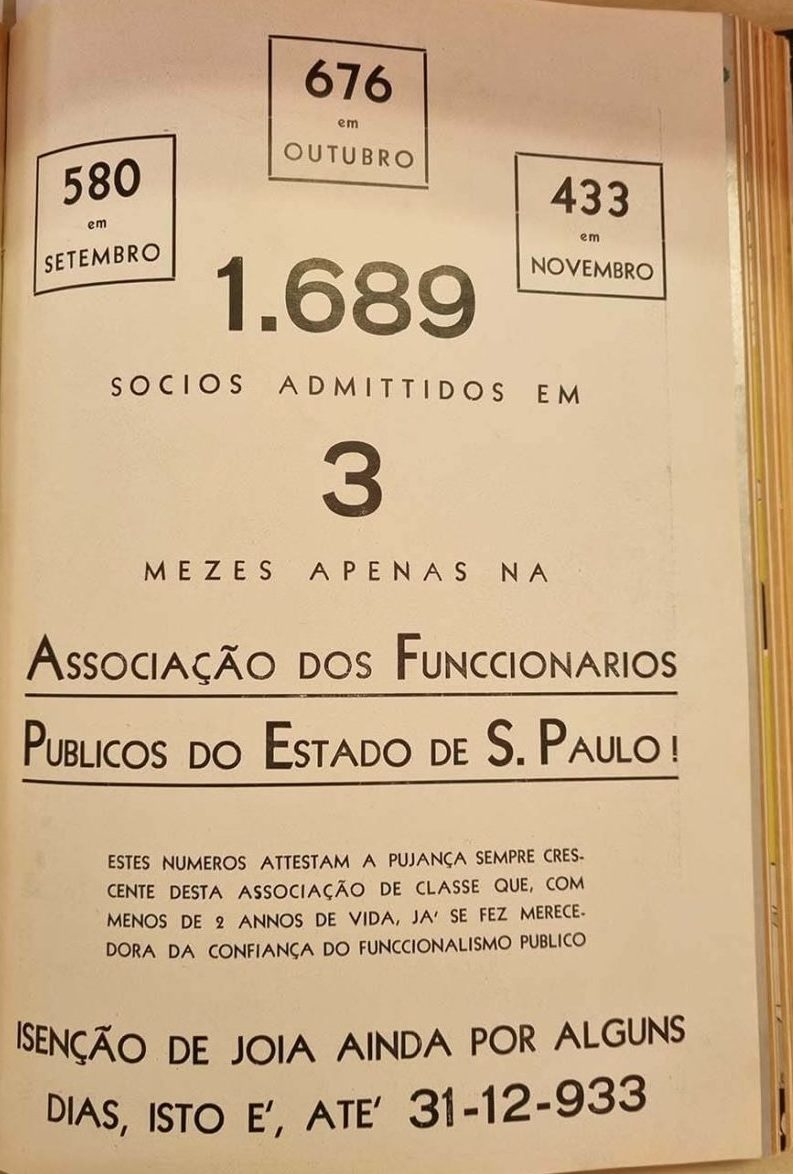 676
em
OUTUBRO
580
em
SETEMBRO
433
em
NOVEMBRO
1.689
SOCIOS ADMITTIDOS EM
3
MEZES APENAS NA
ASSOCIAÇÃO DOS FUNCCIONARIOS
PUBLICOS DO ESTADO DE S. PAULO!
ESTES NUMEROS ATTESTAM A PUJANÇA SEMPRE CRES-
CENTE DESTA ASSOCIAÇÃO DE CLASSE QUE, COM
MENOS DE 2 ANNOS DE VIDA, JA' SE FEZ MERECE-
DORA DA CONFIANÇA DO FUNCCIONALISMO PUBLICO
ISENÇÃO DE JOIA AINDA POR ALGUNS
DIAS, ISTO E', ATE' 31-12-933